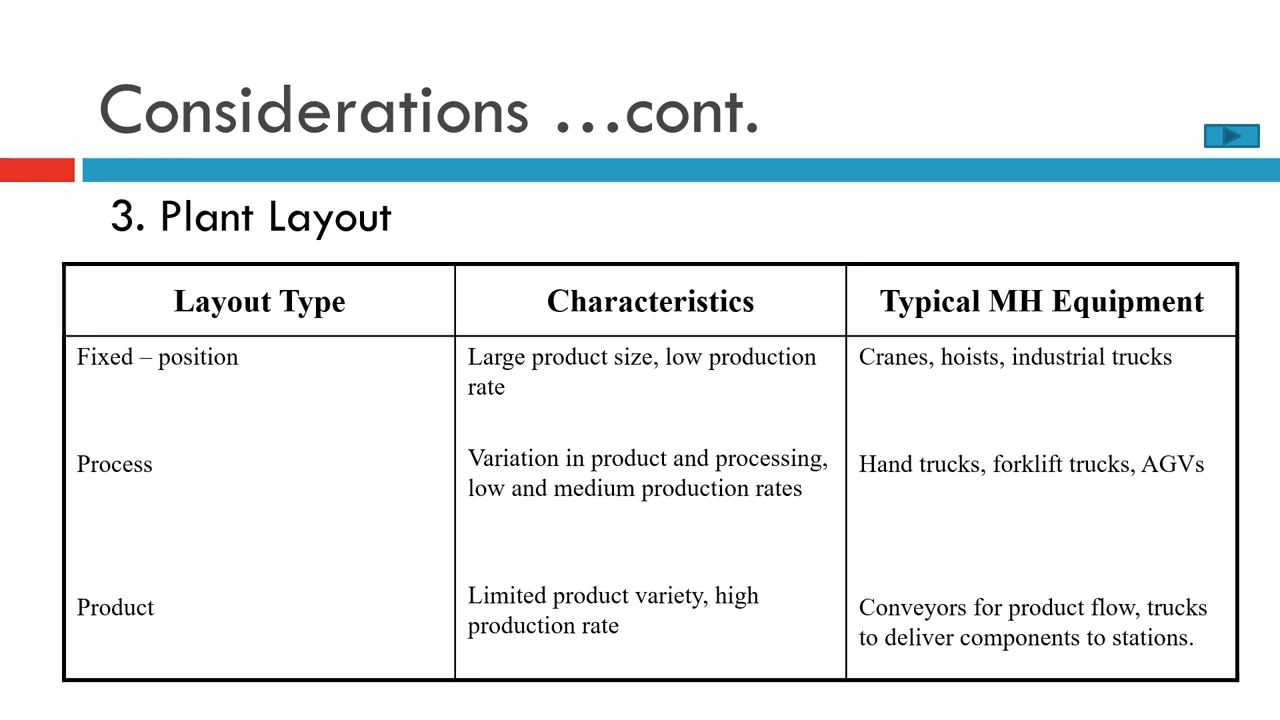 Considerations …cont.
3. Plant Layout
Layout Type
Characteristics
Typical MH Equipment
Fixed – position
Large product size, low production
rate
Cranes, hoists, industrial trucks
Process
Variation in product and processing,
low and medium production rates
Hand trucks, forklift trucks, AGVs
Product
Limited product variety, high
production rate
Conveyors for product flow, trucks
to deliver components to stations.